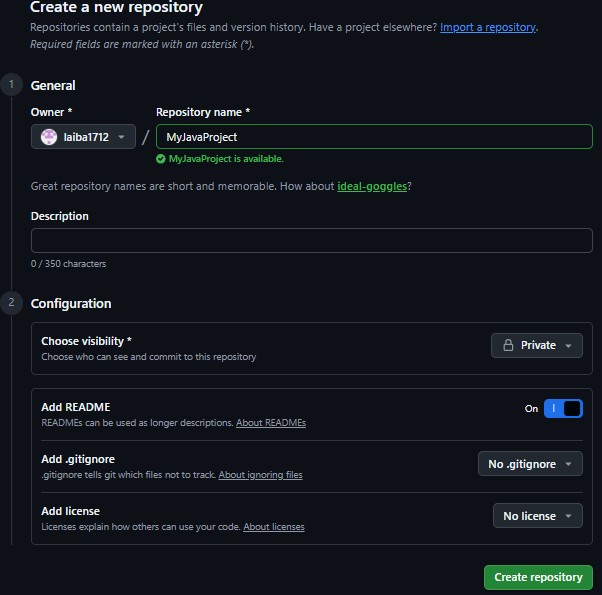 Create a new repository
Repositories contain a project's files and version history. Have a project elsewhere? Import a repository.
Required fields are marked with an asterisk (*).
1
General
Owner *
Repository name *
laiba1712
/
MyJavaProject
MyJavaProject is available.
Great repository names are short and memorable. How about ideal-goggles?
Description
0 / 350 characters
2
Configuration
Choose visibility *
Choose who can see and commit to this repository
Private
Add README
READMEs can be used as longer descriptions. About READMEs
On
Add .gitignore
.gitignore tells git which files not to track. About ignoring files
No .gitignore
Add license
Licenses explain how others can use your code. About licenses
No license
Create repository